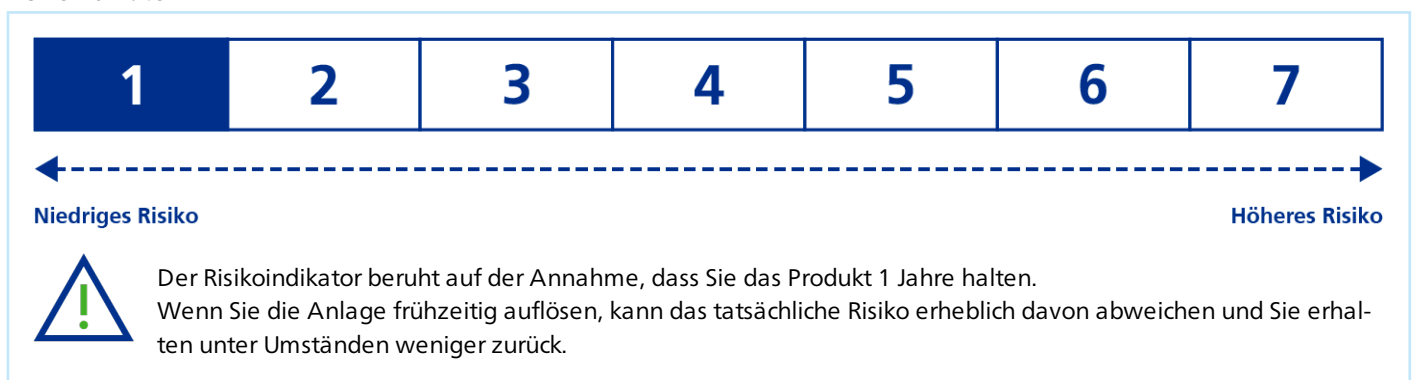 1 2 3 4 5 6 7
Niedriges Risiko Höheres Risiko
Der Risikoindikator beruht auf der Annahme, dass Sie das Produkt 1 Jahre halten.
Wenn Sie die Anlage frühzeitig auflösen, kann das tatsächliche Risiko erheblich davon abweichen und Sie erhal-
ten unter Umständen weniger zurück.